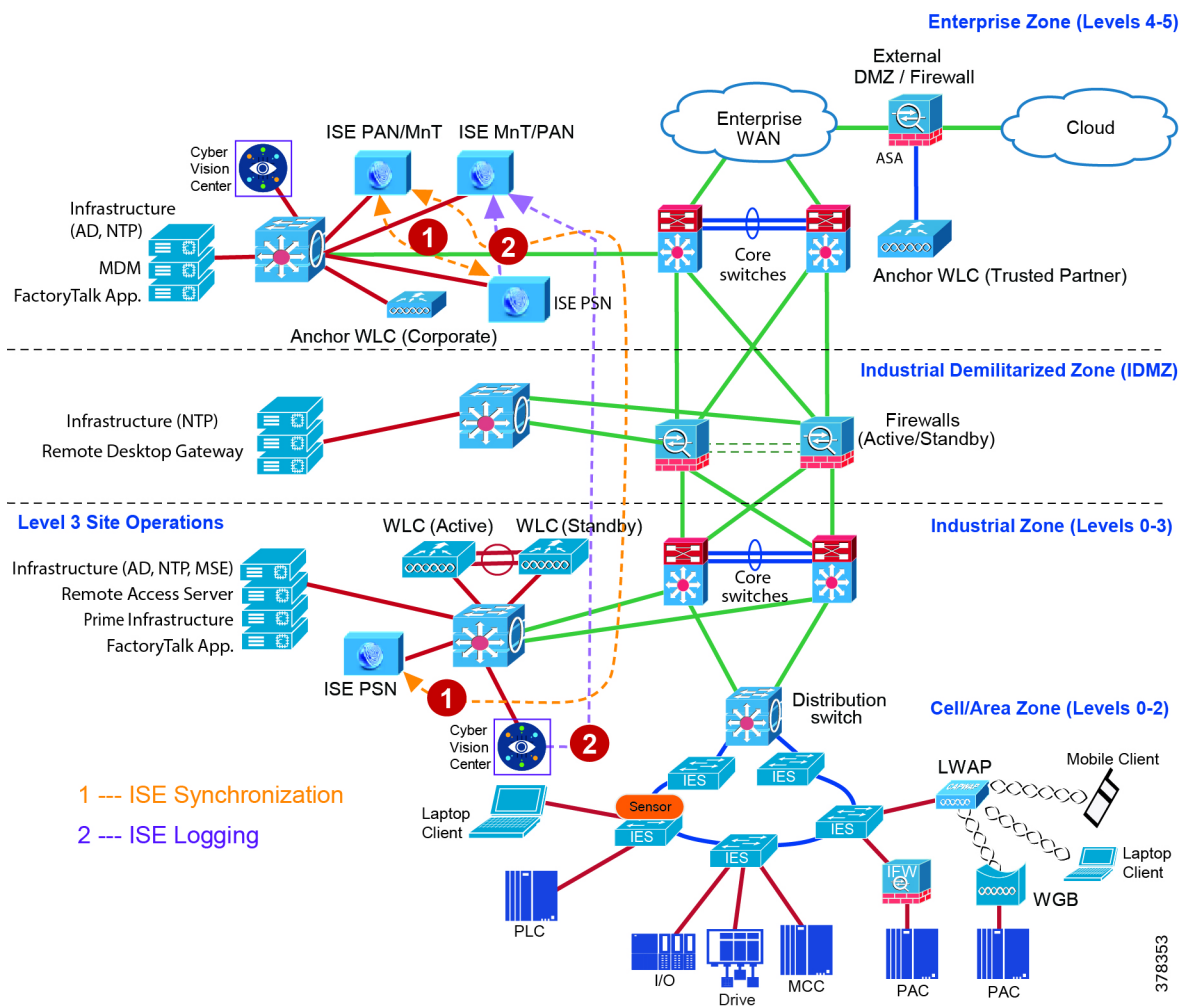 Enterprise Zone (Levels 4-5)
External
DMZ / Firewall
Enterprise
WAN
Cloud
ASA
ISE PAN/MnT
ISE MnT/PAN
Cyber
Vision
Center
Infrastructure
(AD, NTP)
MDM
FactoryTalk App.
1
2
Core
switches
Anchor WLC (Trusted Partner)
ISE PSN
Anchor WLC (Corporate)
Industrial Demilitarized Zone (IDMZ)
Infrastructure (NTP)
Remote Desktop Gateway
Firewalls
(Active/Standby)
Level 3 Site Operations
Industrial Zone (Levels 0-3)
WLC (Active)
WLC (Standby)
Infrastructure (AD, NTP, MSE)
Remote Access Server
Prime Infrastructure
FactoryTalk App.
Core
switches
ISE PSN
1
Distribution
switch
Cell/Area Zone (Levels 0-2)
Cyber
Vision
Center
2
1 --- ISE Synchronization
2 --- ISE Logging
Laptop
Client
Sensor
IES
IES
IES
IES
IES
LWAP
CAPWAP
Mobile Client
Laptop
Client
IFW
WGB
PLC
I/O
Drive
MCC
PAC
PAC
378353